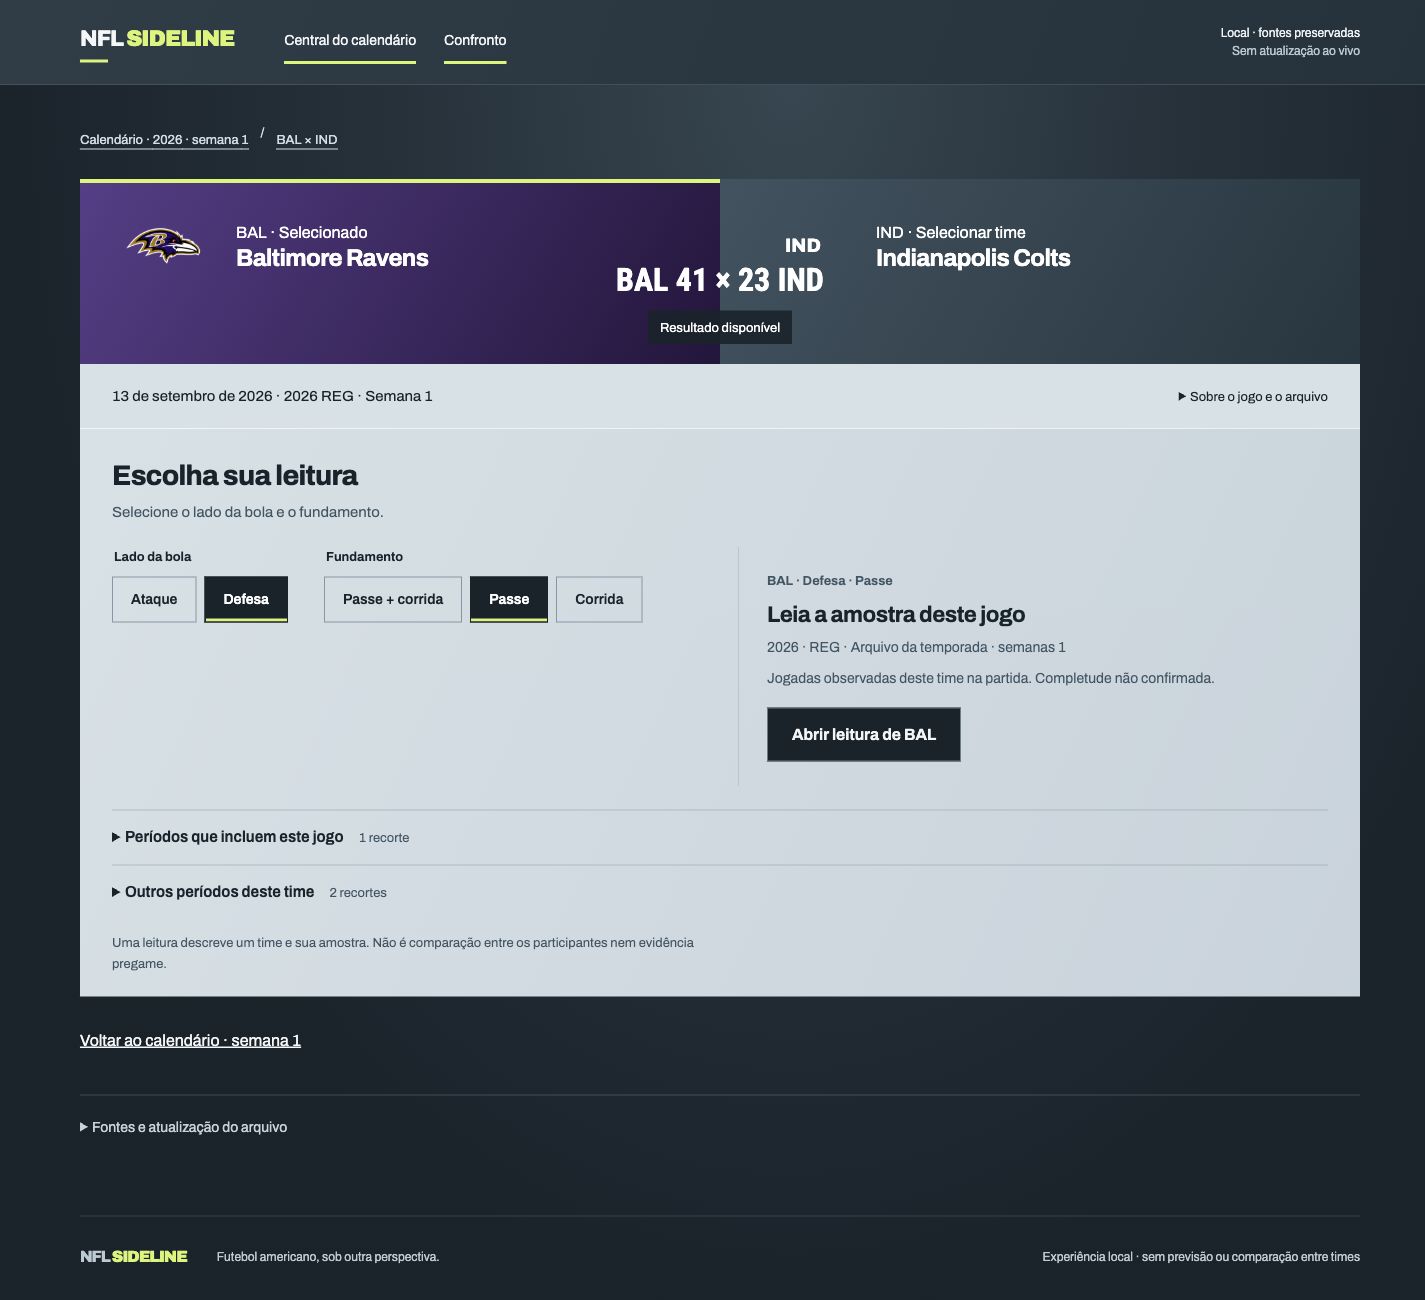 NFL SIDELINE
Central do calendário
Confronto
Local · fontes preservadas
Sem atualização ao vivo
Calendário · 2026 · semana 1 / BAL × IND
BAL · Selecionado
Baltimore Ravens
IND
BAL 41 × 23 IND
Resultado disponível
IND · Selecionar time
Indianapolis Colts
13 de setembro de 2026 · 2026 REG · Semana 1
Sobre o jogo e o arquivo
Escolha sua leitura
Selecione o lado da bola e o fundamento.
Lado da bola
Ataque
Defesa
Fundamento
Passe + corrida
Passe
Corrida
BAL · Defesa · Passe
Leia a amostra deste jogo
2026 · REG · Arquivo da temporada · semanas 1
Jogadas observadas deste time na partida. Completude não confirmada.
Abrir leitura de BAL
Períodos que incluem este jogo 1 recorte
Outros períodos deste time 2 recortes
Uma leitura descreve um time e sua amostra. Não é comparação entre os participantes nem evidência
pregame.
Voltar ao calendário · semana 1
Fontes e atualização do arquivo
NFL SIDELINE
Futebol americano, sob outra perspectiva.
Experiência local · sem previsão ou comparação entre times